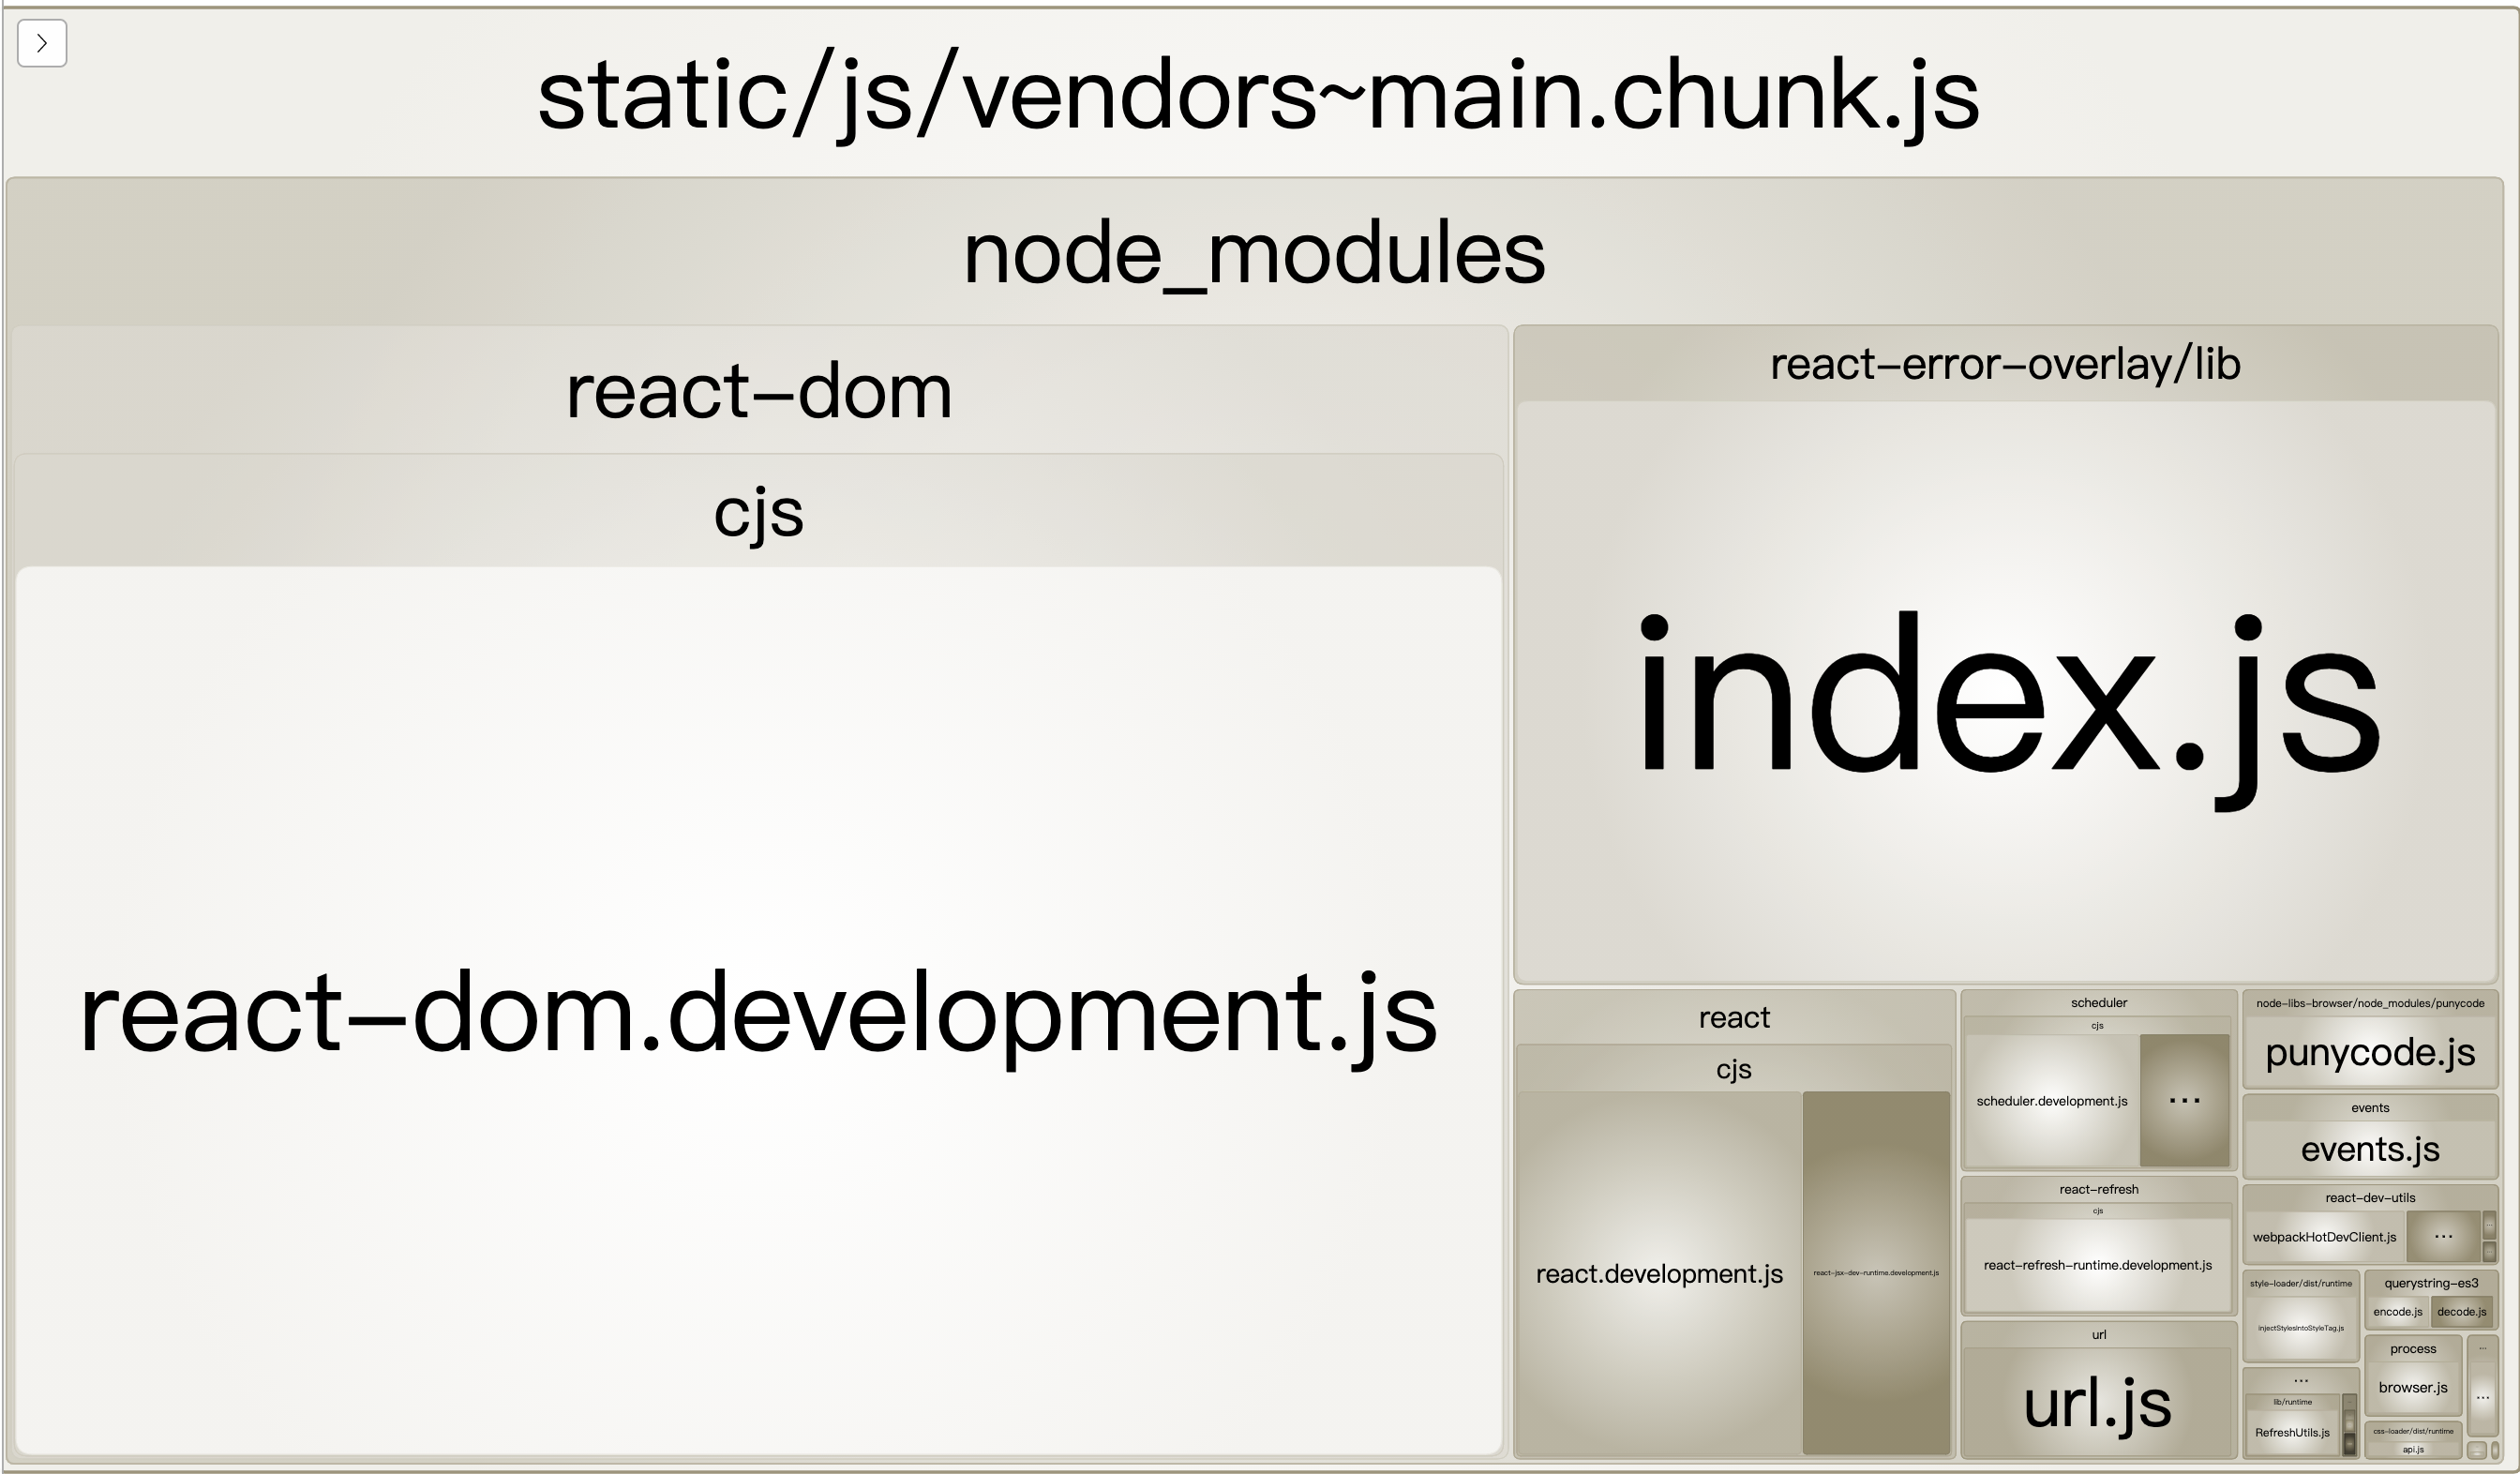 static/js/vendors~main.chunk.js
node_modules
react-dom
cjs
react-dom.development.js
react-error-overlay/lib
index.js
react
cjs
react.development.js
react-jsx-dev-runtime.development.js
scheduler
cjs
scheduler.development.js
...
react-refresh
cjs
react-refresh-runtime.development.js
url
url.js
node-libs-browser/node_modules/punycode
punycode.js
events
events.js
react-dev-utils
webpackHotDevClient.js
...
style-loader/dist/runtime
injectStylesIntoStyleTag.js
querystring-es3
encode.js
decode.js
process
browser.js
...
...
...
lib/runtime
RefreshUtils.js
css-loader/dist/runtime
api.js